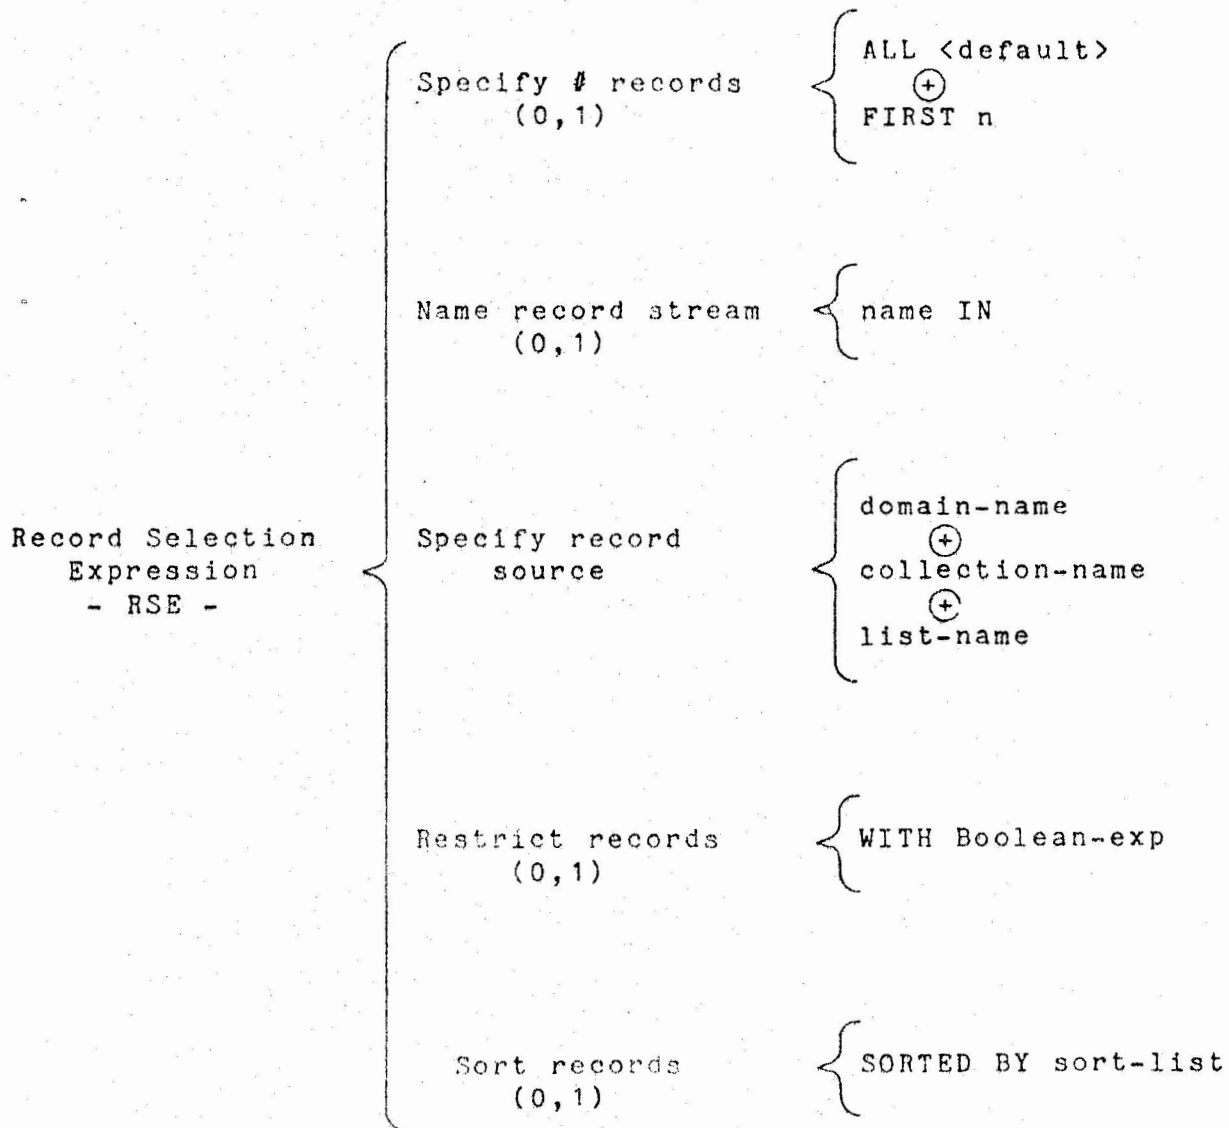 ALL <default>
Specify # records
(0,1)
(+)
FIRST n
Name record stream
(0,1)
name IN
Record Selection
Expression
- RSE -
Specify record
source
domain-name
(+)
collection-name
(+)
list-name
Restrict records
(0,1)
WITH Boolean-exp
Sort records
(0,1)
SORTED BY sort-list